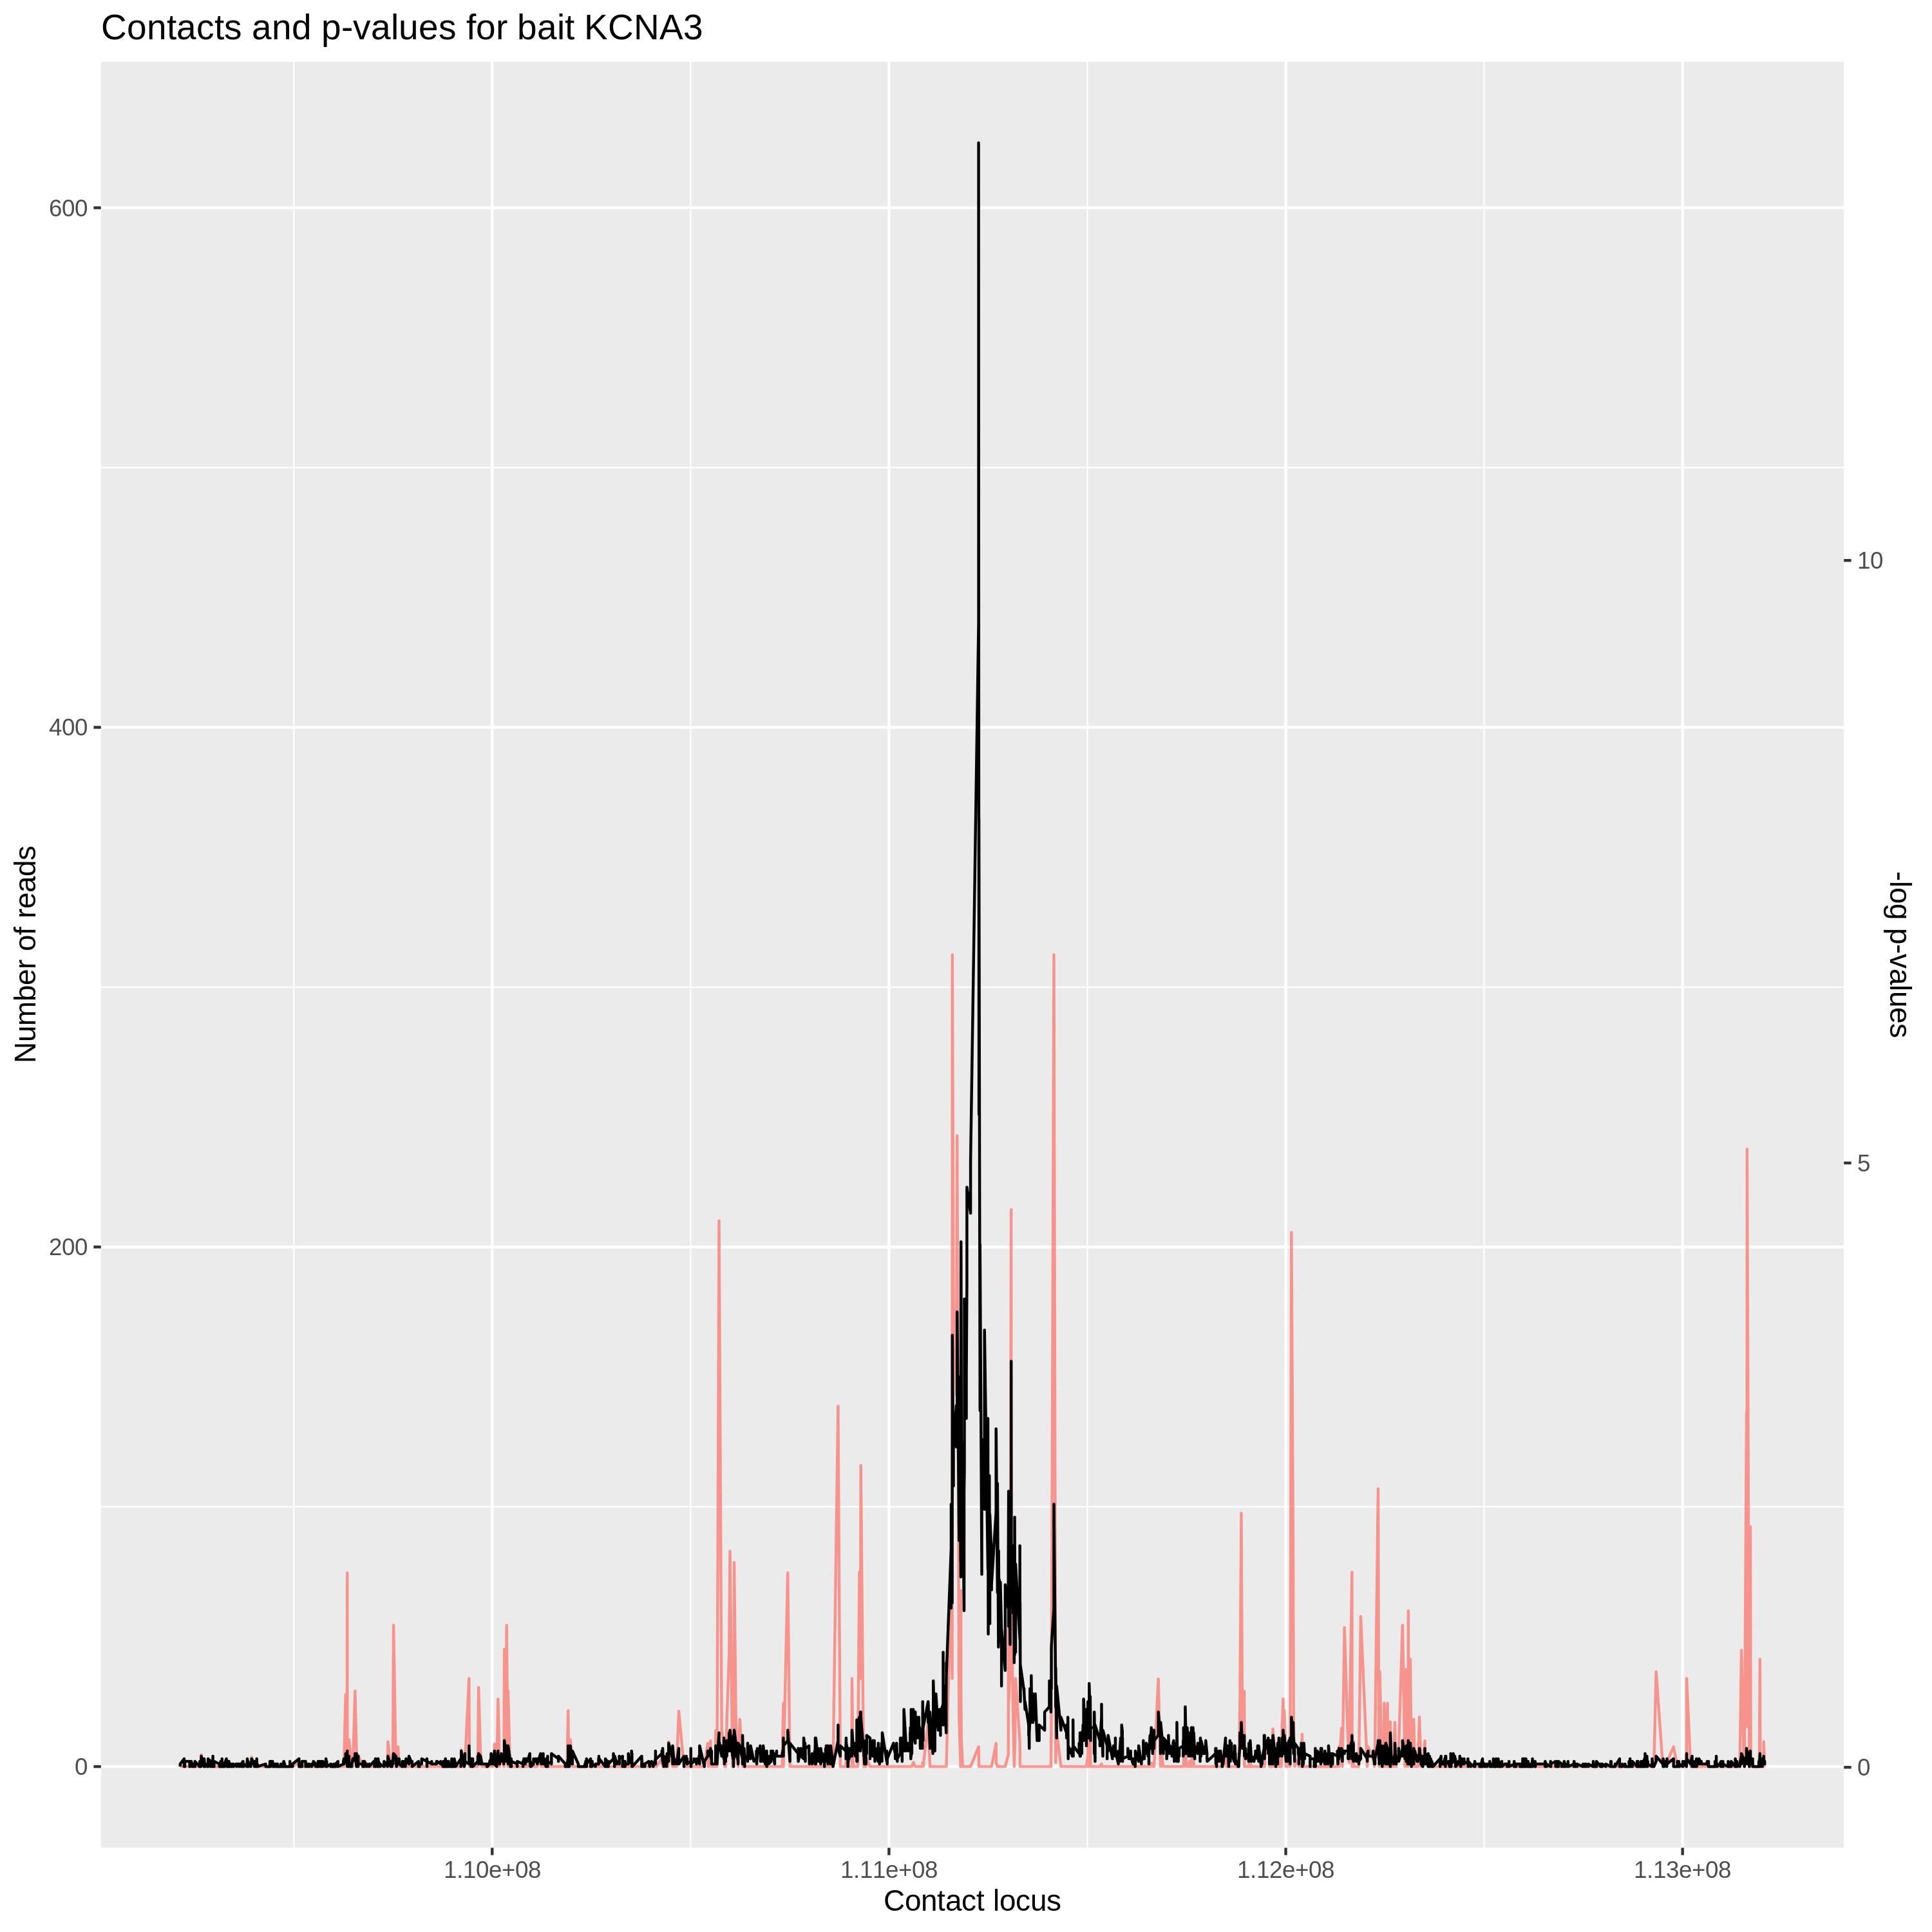 Contacts and p-values for bait KCNA3
600
400
200
0
Number of reads
10
5
0
-log p-values
1.10e+08
1.11e+08
1.12e+08
1.13e+08
Contact locus